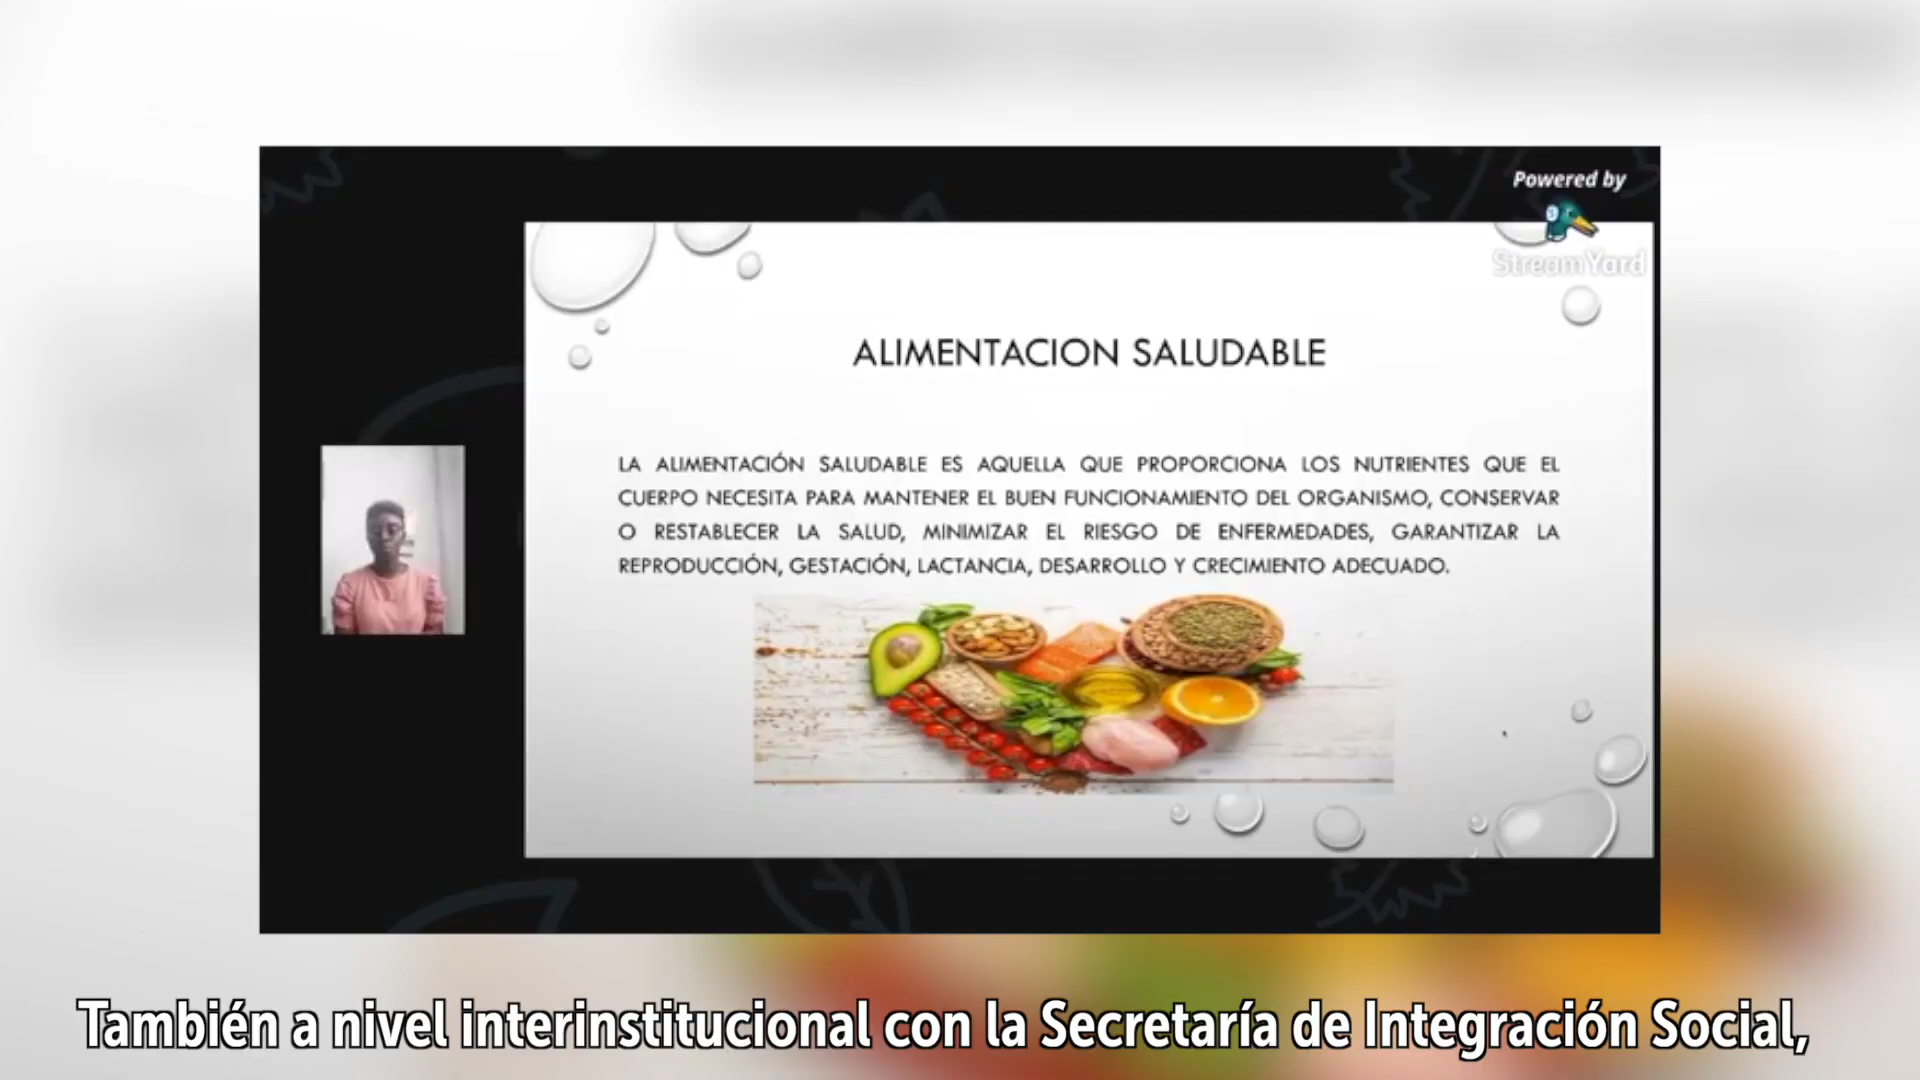 Powered by
StreamYard
ALIMENTACION SALUDABLE
LA ALIMENTACIÓN SALUDABLE ES AQUELLA QUE PROPORCIONA LOS NUTRIENTES QUE EL
CUERPO NECESITA PARA MANTENER EL BUEN FUNCIONAMIENTO DEL ORGANISMO, CONSERVAR
O RESTABLECER LA SALUD, MINIMIZAR EL RIESGO DE ENFERMEDADES, GARANTIZAR LA
REPRODUCCIÓN, GESTACIÓN, LACTANCIA, DESARROLLO Y CRECIMIENTO ADECUADO.
También a nivel interinstitucional con la Secretaría de Integración Social,